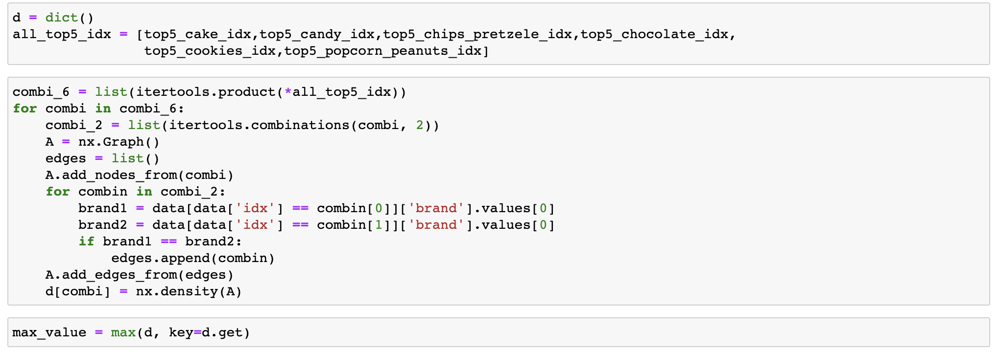 d = dict()
all_top5_idx = [top5_cake_idx,top5_candy_idx,top5_chips_pretzele_idx,top5_chocolate_idx,
                top5_cookies_idx,top5_popcorn_peanuts_idx]
combi_6 = list(itertools.product(*all_top5_idx))
for combi in combi_6:
    combi_2 = list(itertools.combinations(combi, 2))
    A = nx.Graph()
    edges = list()
    A.add_nodes_from(combi)
    for combin in combi_2:
        brand1 = data[data['idx'] == combin[0]]['brand'].values[0]
        brand2 = data[data['idx'] == combin[1]]['brand'].values[0]
        if brand1 == brand2:
            edges.append(combin)
    A.add_edges_from(edges)
    d[combi] = nx.density(A)
max_value = max(d, key=d.get)